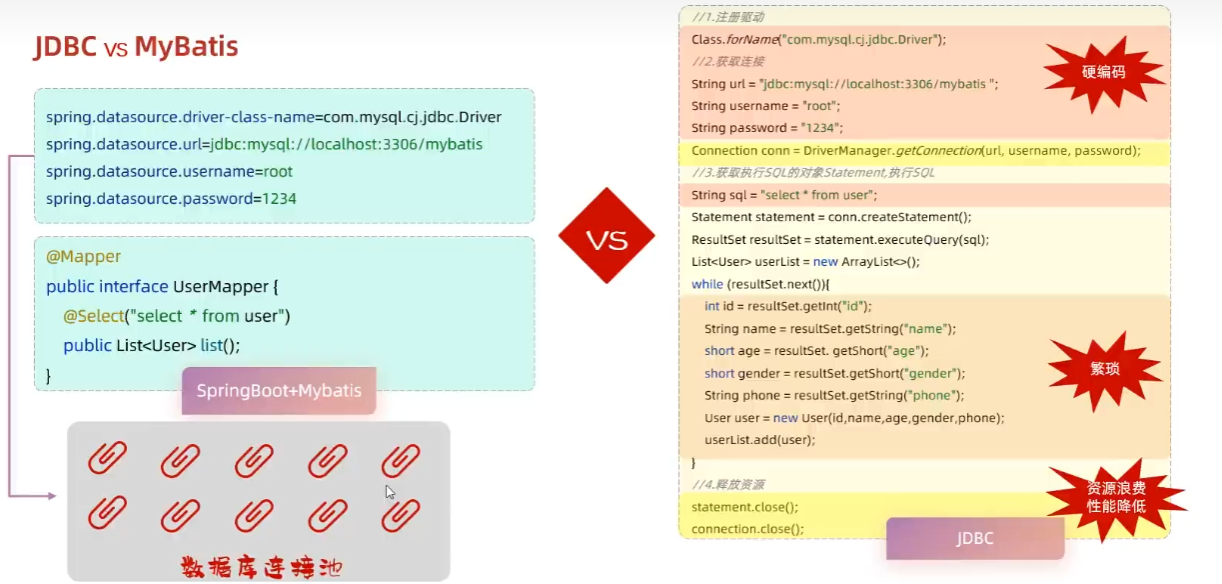 JDBC vs MyBatis
spring.datasource.driver-class-name=com.mysql.cj.jdbc.Driver
spring.datasource.url=jdbc:mysql://localhost:3306/mybatis
spring.datasource.username=root
spring.datasource.password=1234
@Mapper
public interface UserMapper {
@Select("select * from user")
public List<User> list();
}
SpringBoot+Mybatis
数据库连接池
VS
//1.注册驱动
Class.forName("com.mysql.cj.jdbc.Driver");
//2.获取连接
String url = "jdbc:mysql://localhost:3306/mybatis ";
String username = "root";
String password = "1234";
硬编码
Connection conn = DriverManager.getConnection(url, username, password);
//3.获取执行SQL的对象Statement,执行SQL
String sql = "select * from user";
Statement statement = conn.createStatement();
ResultSet resultSet = statement.executeQuery(sql);
List<User> userList = new ArrayList<>();
while (resultSet.next()){
int id = resultSet.getInt("id");
String name = resultSet.getString("name");
short age = resultSet. getShort("age");
short gender = resultSet.getShort("gender");
String phone = resultSet.getString("phone");
User user = new User(id,name,age,gender,phone);
userList.add(user);
繁琐
}
//4.释放资源
statement.close();
connection.close();
资源浪费
性能降低
JDBC